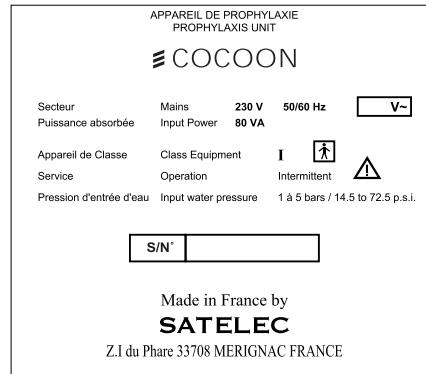 APPAREIL DE PROPHYLAXIE
PROPHYLAXIS UNIT
COCOON
Secteur Mains 230 V 50/60 Hz V~
Puissance absorbée Input Power 80 VA
Appareil de Classe Class Equipment I
Service Operation Intermittent
Pression d'entrée d'eau Input water pressure 1 à 5 bars / 14.5 to 72.5 p.s.i.
S/N°
Made in France by
SATELEC
Z.I du Phare 33708 MERIGNAC FRANCE